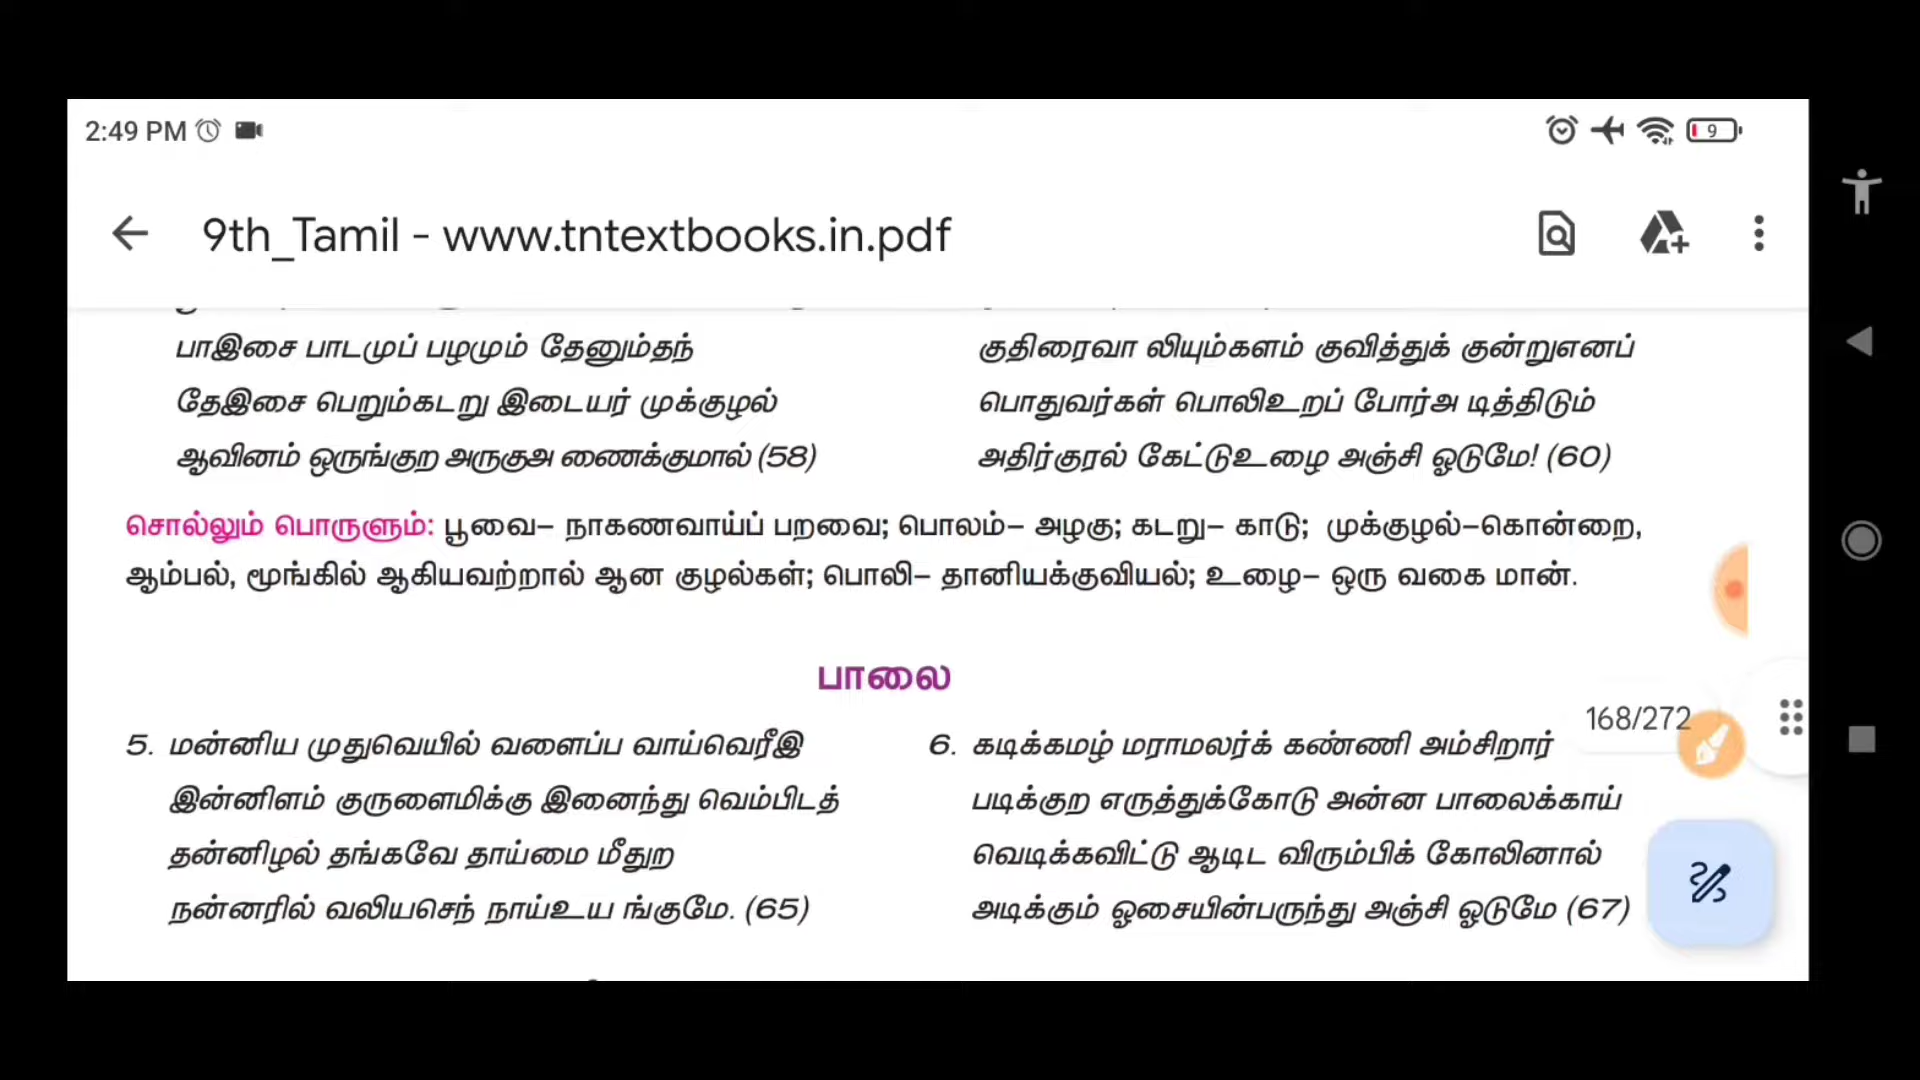 2:49 PM
9
9th_Tamil - www.tntextbooks.in.pdf
பாஇசை பாடமுப் பழமும் தேனும்தந்
தேஇசை பெறும்கடறு இடையர் முக்குழல்
ஆவினம் ஒருங்குற அருகுஅ ணைக்குமால் (58)
குதிரைவா லியும்களம் குவித்துக் குன்றுஎனப்
பொதுவர்கள் பொலிஉறப் போர்அ டித்திடும்
அதிர்குரல் கேட்டுஉழை அஞ்சி ஓடுமே! (60)
சொல்லும் பொருளும்: பூவை– நாகணவாய்ப் பறவை; பொலம்– அழகு; கடறு– காடு; முக்குழல்–கொன்றை,
ஆம்பல், மூங்கில் ஆகியவற்றால் ஆன குழல்கள்; பொலி– தானியக்குவியல்; உழை– ஒரு வகை மான்.
பாலை
5. மன்னிய முதுவெயில் வளைப்ப வாய்வெரீஇ
இன்னிளம் குருளைமிக்கு இனைந்து வெம்பிடத்
தன்னிழல் தங்கவே தாய்மை மீதுற
நன்னரில் வலியசெந் நாய்உய ங்குமே. (65)
6. கடிக்கமழ் மராமலர்க் கண்ணி அம்சிறார்
படிக்குற எருத்துக்கோடு அன்ன பாலைக்காய்
வெடிக்கவிட்டு ஆடிட விரும்பிக் கோலினால்
அடிக்கும் ஓசையின்பருந்து அஞ்சி ஓடுமே (67)
168/272